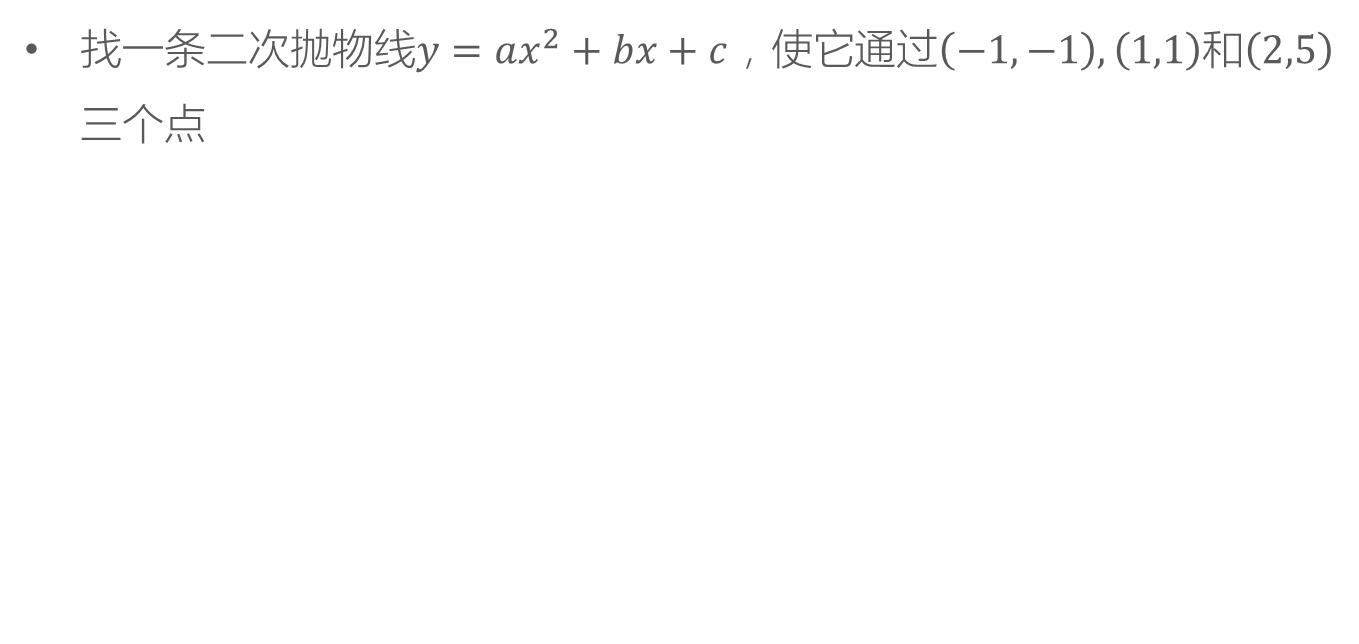 • 找一条二次抛物线y = ax² + bx + c，使它通过(−1, −1), (1,1)和(2,5)
三个点